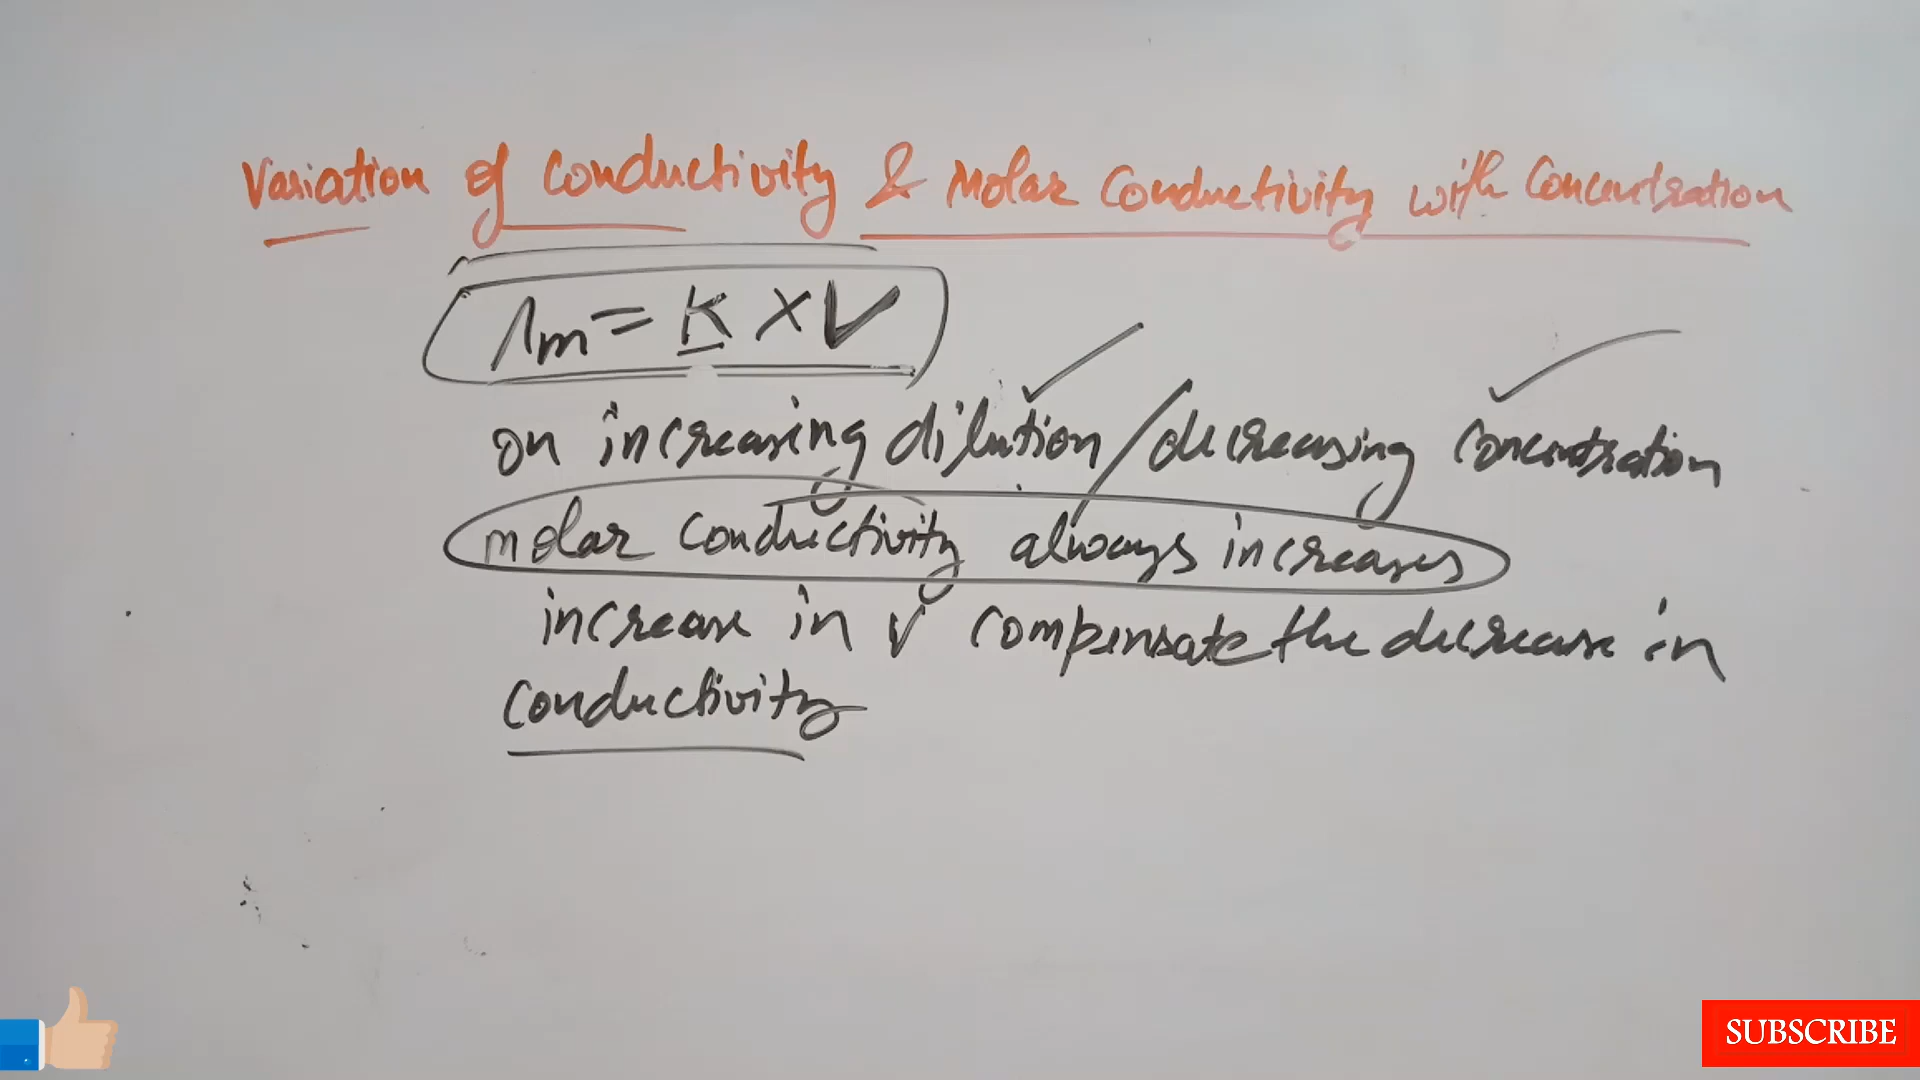 Variation of conductivity & Molar Conductivity with Concentration
Λm = K × V
on increasing dilution / decreasing concentration
molar conductivity always increases
increase in V compensate the decrease in
conductivity
SUBSCRIBE